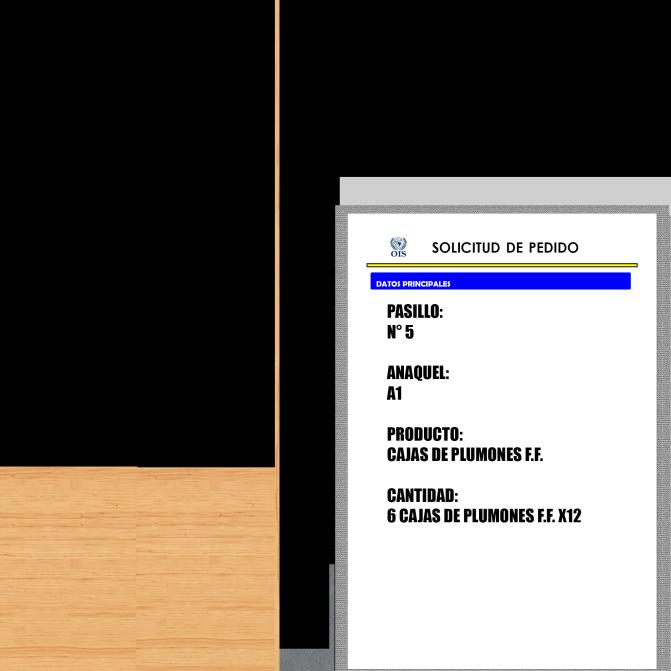 OIS
SOLICITUD DE PEDIDO
DATOS PRINCIPALES
PASILLO:
N° 5
ANAQUEL:
A1
PRODUCTO:
CAJAS DE PLUMONES F.F.
CANTIDAD:
6 CAJAS DE PLUMONES F.F. X12